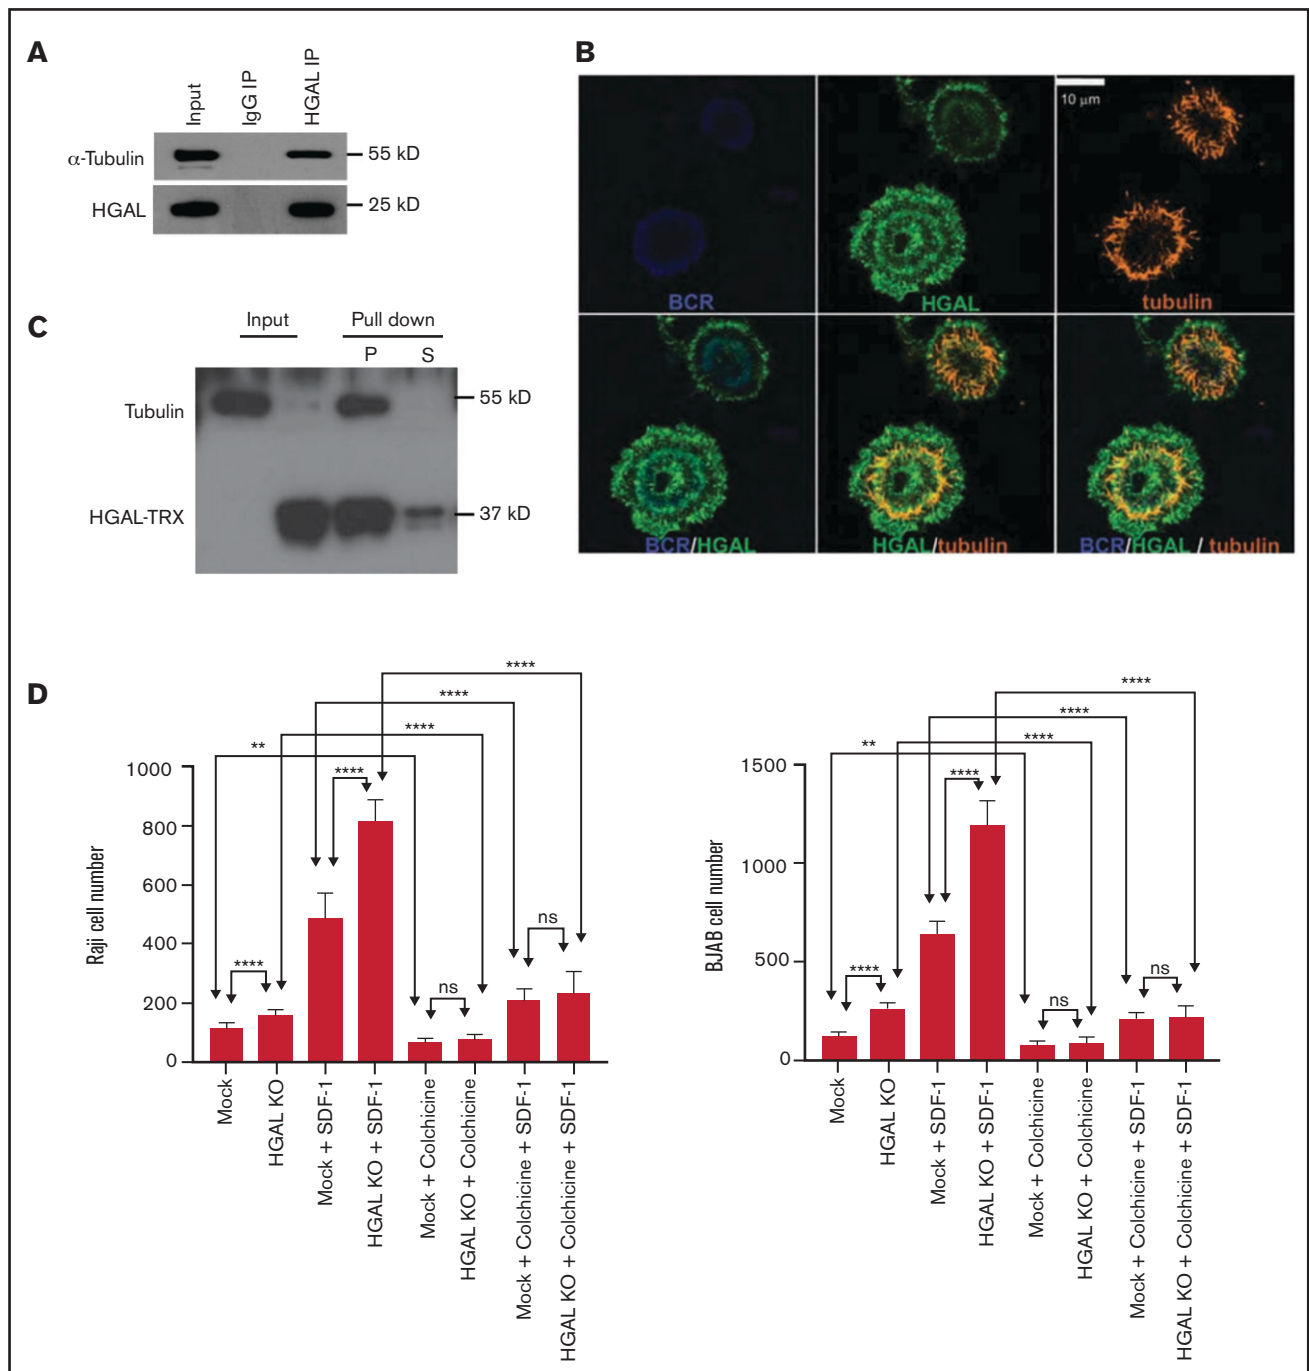 A
Input
IgG IP
HGAL IP
α-Tubulin
55 kD
HGAL
25 kD
B
10 μm
BCR
HGAL
tubulin
BCR/HGAL
HGAL/tubulin
BCR/HGAL / tubulin
C
Input
Pull down
P
S
Tubulin
55 kD
HGAL-TRX
37 kD
D
****
****
****
**
****
****
ns
ns
1000
800
600
400
200
0
Raji cell number
Mock
HGAL KO
Mock + SDF-1
HGAL KO + SDF-1
Mock + Colchicine
HGAL KO + Colchicine
Mock + Colchicine + SDF-1
HGAL KO + Colchicine + SDF-1
****
****
****
**
****
****
ns
ns
1500
1000
500
0
BJAB cell number
Mock
HGAL KO
Mock + SDF-1
HGAL KO + SDF-1
Mock + Colchicine
HGAL KO + Colchicine
Mock + Colchicine + SDF-1
HGAL KO + Colchicine + SDF-1